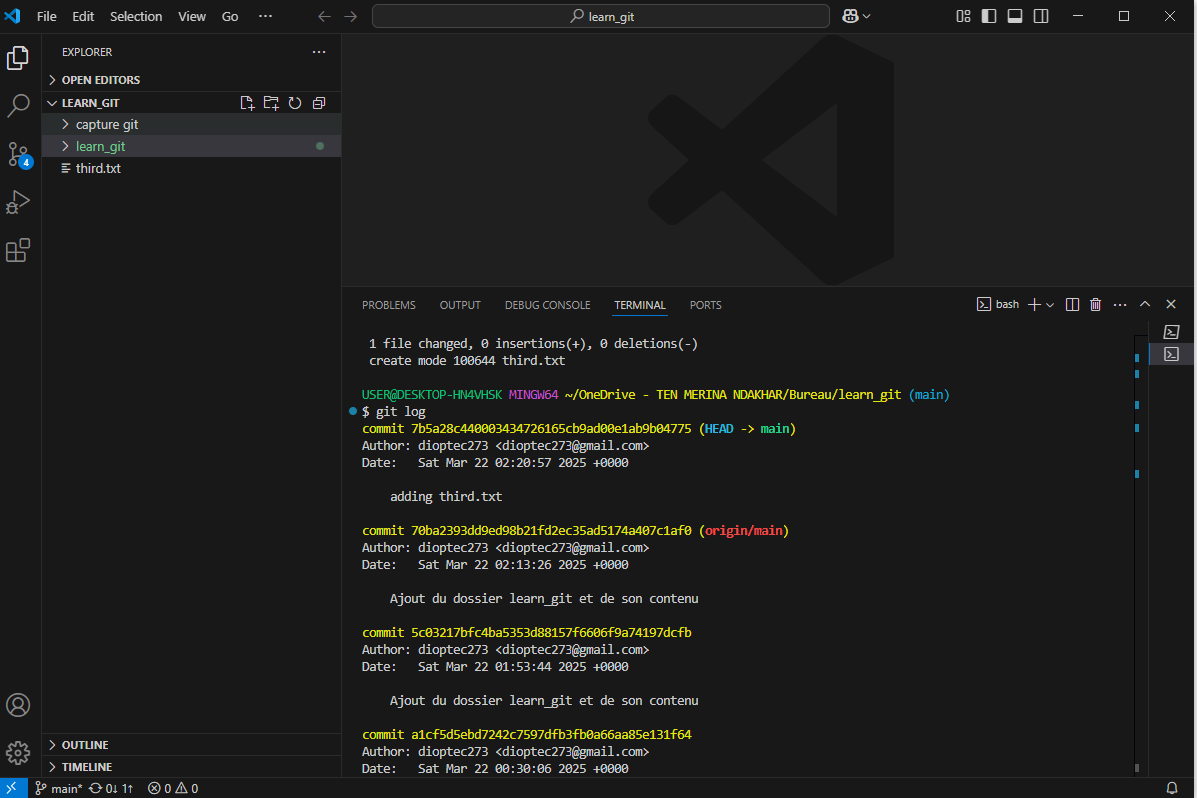 File Edit Selection View Go ···
learn_git
EXPLORER
OPEN EDITORS
LEARN_GIT
capture git
learn_git
third.txt
4
OUTLINE
TIMELINE
PROBLEMS OUTPUT DEBUG CONSOLE TERMINAL PORTS
bash
1 file changed, 0 insertions(+), 0 deletions(-)
create mode 100644 third.txt
USER@DESKTOP-HN4VHSK MINGW64 ~/OneDrive - TEN MERINA NDAKHAR/Bureau/learn_git (main)
$ git log
commit 7b5a28c440003434726165cb9ad00e1ab9b04775 (HEAD -> main)
Author: dioptec273 <dioptec273@gmail.com>
Date:   Sat Mar 22 02:20:57 2025 +0000
adding third.txt
commit 70ba2393dd9ed98b21fd2ec35ad5174a407c1af0 (origin/main)
Author: dioptec273 <dioptec273@gmail.com>
Date:   Sat Mar 22 02:13:26 2025 +0000
Ajout du dossier learn_git et de son contenu
commit 5c03217bfc4ba5353d88157f6606f9a74197dcfb
Author: dioptec273 <dioptec273@gmail.com>
Date:   Sat Mar 22 01:53:44 2025 +0000
Ajout du dossier learn_git et de son contenu
commit a1cf5d5ebd7242c7597dfb3fb0a66aa85e131f64
Author: dioptec273 <dioptec273@gmail.com>
Date:   Sat Mar 22 00:30:06 2025 +0000
main* 0↓ 1↑ 0 0